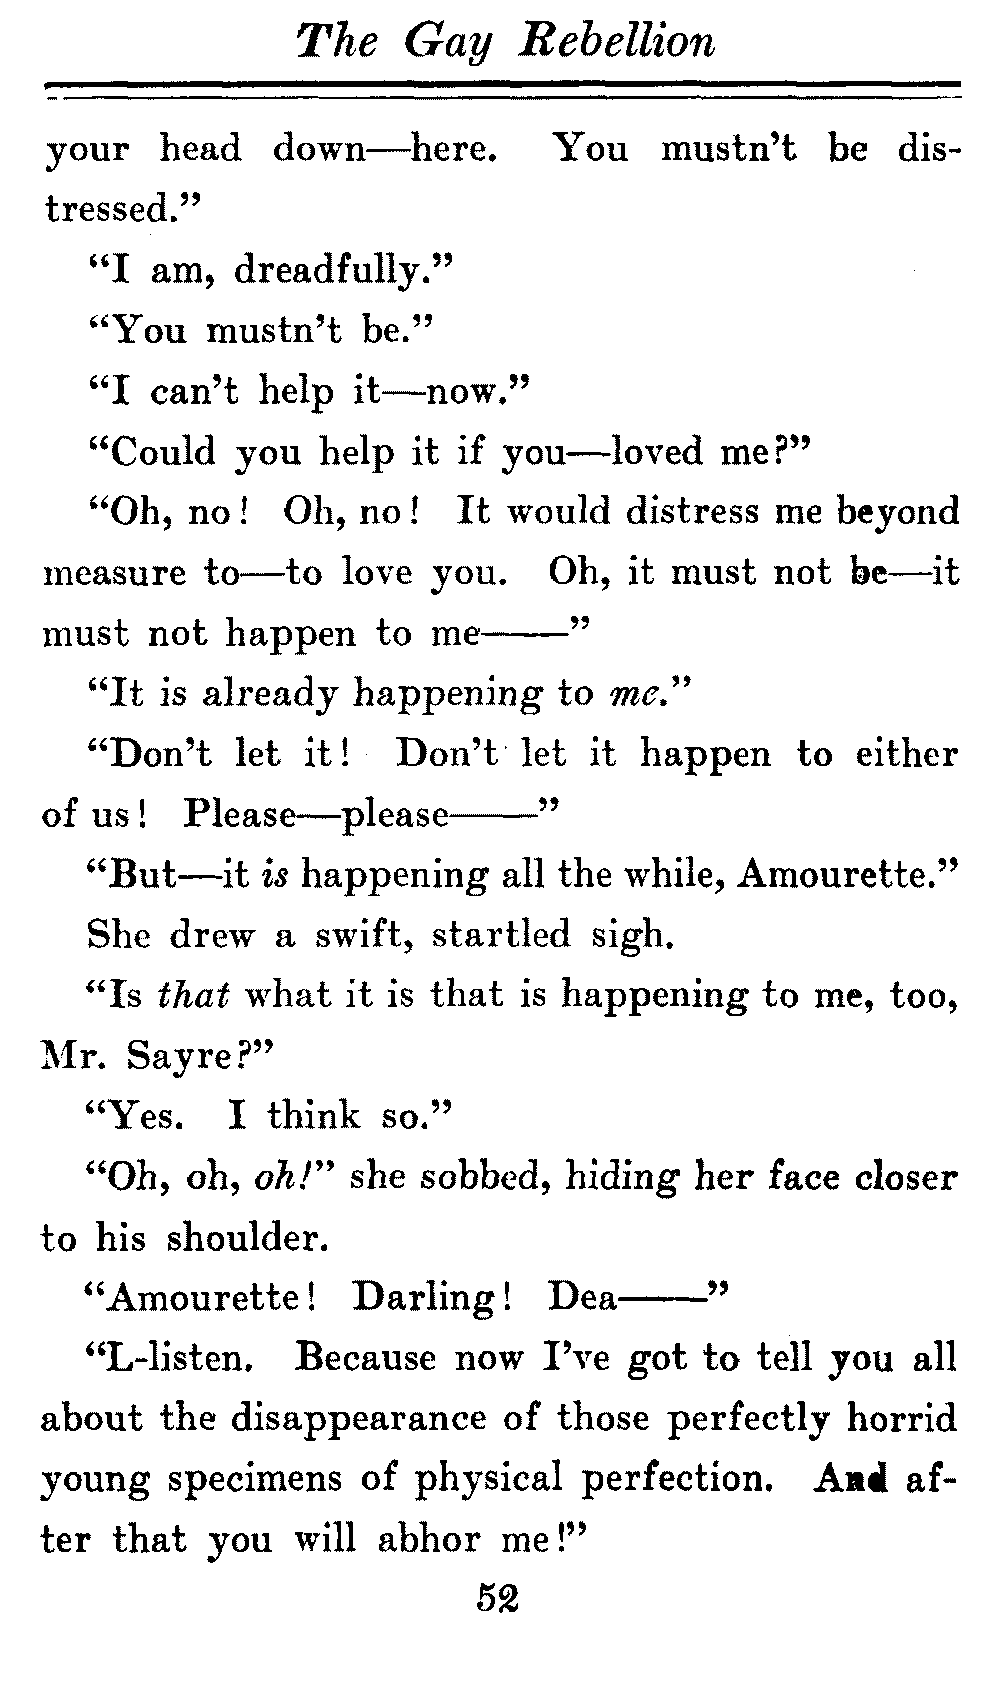 The Gay Rebellion
your head down—here. You mustn't be dis-
tressed."
"I am, dreadfully."
"You mustn't be."
"I can't help it—now."
"Could you help it if you—loved me?"
"Oh, no! Oh, no! It would distress me beyond
measure to—to love you. Oh, it must not be—it
must not happen to me——"
"It is already happening to me."
"Don't let it! Don't let it happen to either
of us! Please—please——"
"But—it is happening all the while, Amourette."
She drew a swift, startled sigh.
"Is that what it is that is happening to me, too,
Mr. Sayre?"
"Yes. I think so."
"Oh, oh, oh!" she sobbed, hiding her face closer
to his shoulder.
"Amourette! Darling! Dea——"
"L-listen. Because now I've got to tell you all
about the disappearance of those perfectly horrid
young specimens of physical perfection. And af-
ter that you will abhor me!"
52